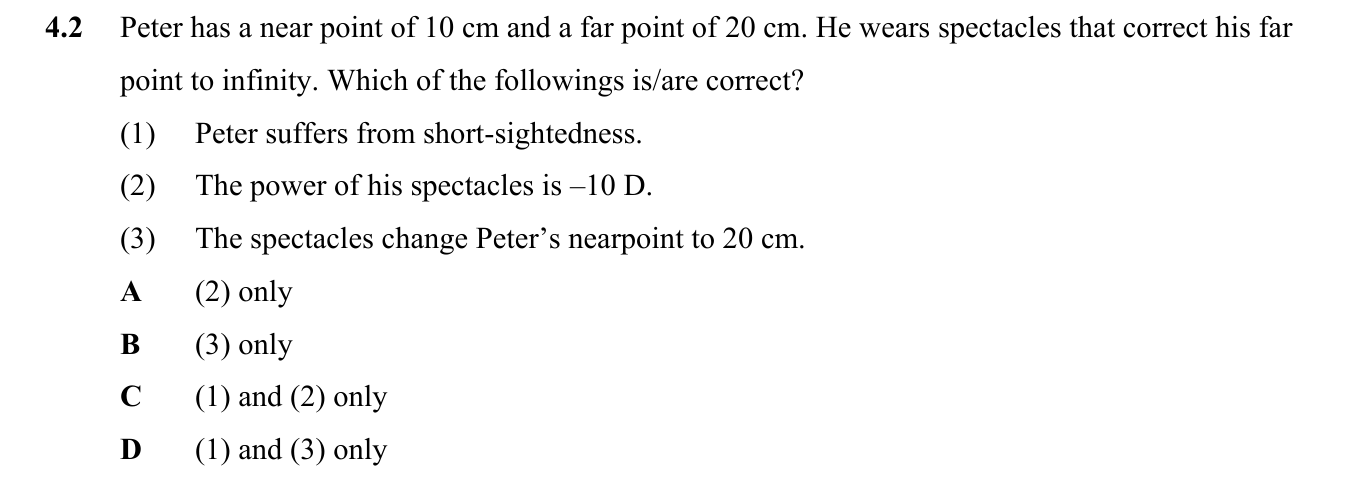 4.2 Peter has a near point of 10 cm and a far point of 20 cm. He wears spectacles that correct his far
point to infinity. Which of the followings is/are correct?
(1) Peter suffers from short-sightedness.
(2) The power of his spectacles is –10 D.
(3) The spectacles change Peter’s nearpoint to 20 cm.
A (2) only
B (3) only
C (1) and (2) only
D (1) and (3) only